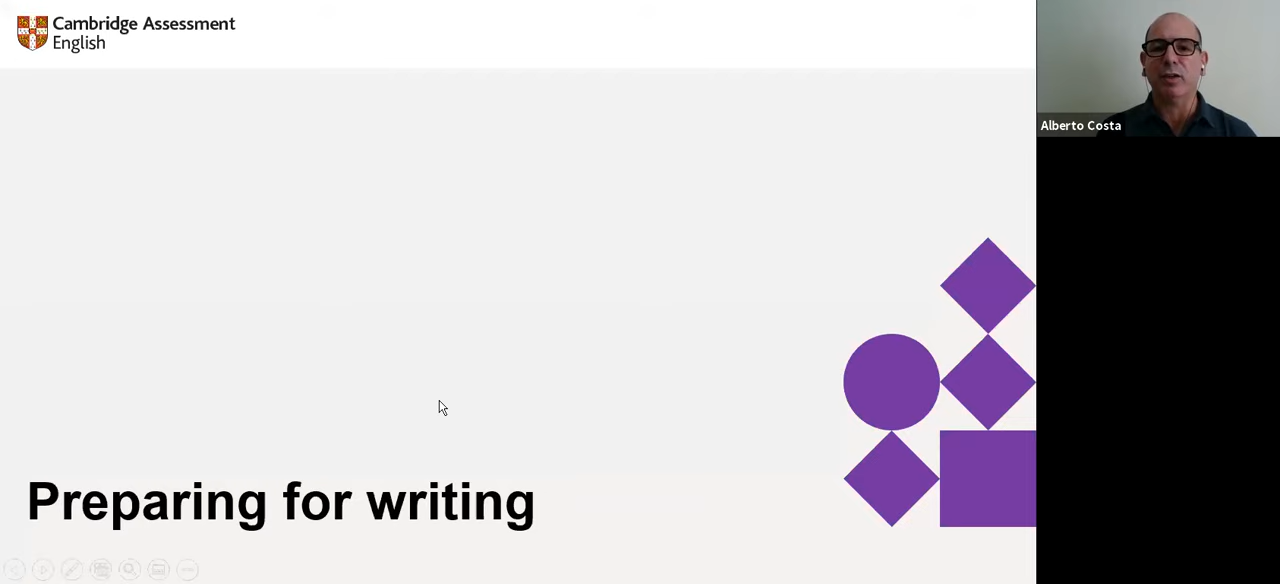 Cambridge Assessment
English
Alberto Costa
Preparing for writing